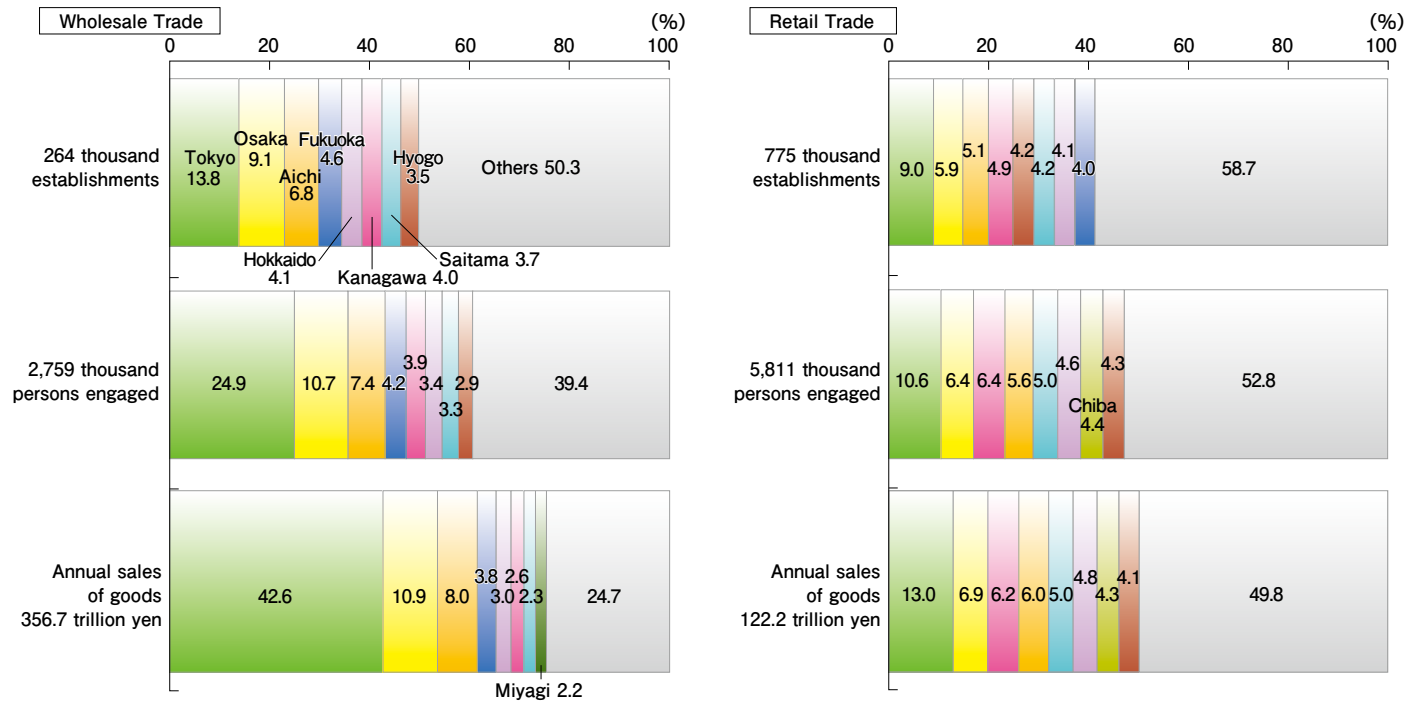 Wholesale Trade
(%)
0 20 40 60 80 100
264 thousand
establishments
Tokyo
13.8
Osaka
9.1
Aichi
6.8
Fukuoka
4.6
Hyogo
3.5
Others 50.3
Hokkaido
4.1
Kanagawa 4.0
Saitama 3.7
2,759 thousand
persons engaged
24.9 10.7 7.4 4.2 3.9 3.4 3.3 2.9 39.4
Annual sales
of goods
356.7 trillion yen
42.6 10.9 8.0 3.8 3.0 2.6 2.3 24.7
Miyagi 2.2
Retail Trade
(%)
0 20 40 60 80 100
775 thousand
establishments
9.0 5.9 5.1 4.9 4.2 4.2 4.1 4.0 58.7
5,811 thousand
persons engaged
10.6 6.4 6.4 5.6 5.0 4.6
Chiba
4.4
4.3 52.8
Annual sales
of goods
122.2 trillion yen
13.0 6.9 6.2 6.0 5.0 4.8 4.3 4.1 49.8